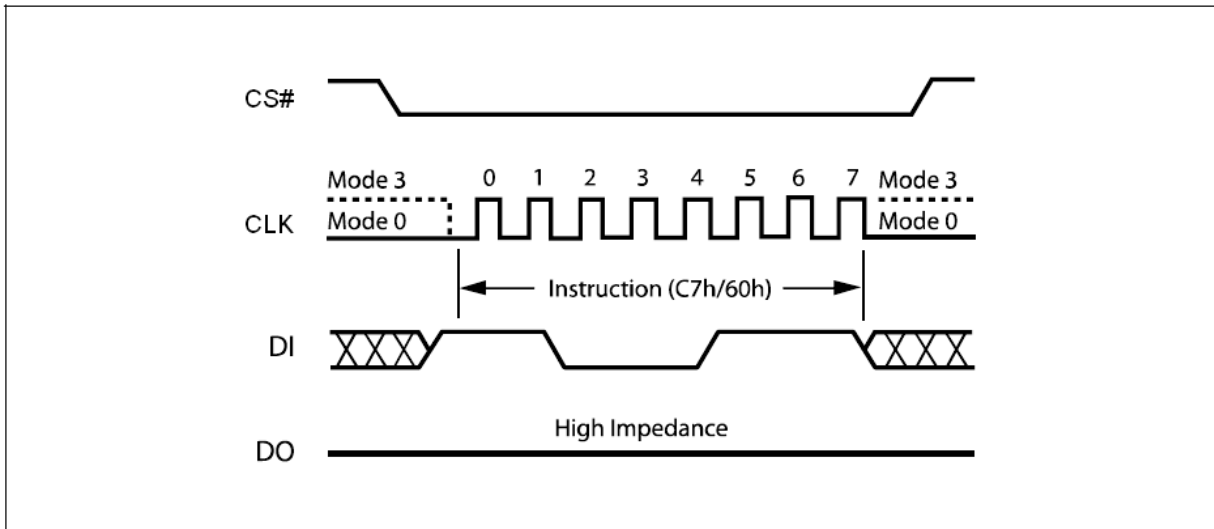 CS#
Mode 3
0 1 2 3 4 5 6 7
Mode 3
CLK
Mode 0
Mode 0
Instruction (C7h/60h)
DI
High Impedance
DO